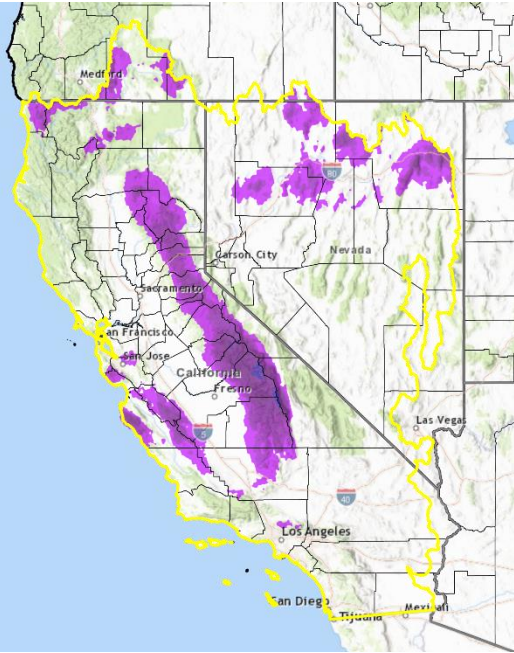 Medford
80
Carson City
Nevada
Sacramento
an Francisco
San Jose
California
Fresno
Las Vegas
5
40
Los Angeles
San Diego
Tijuana
Mexicali